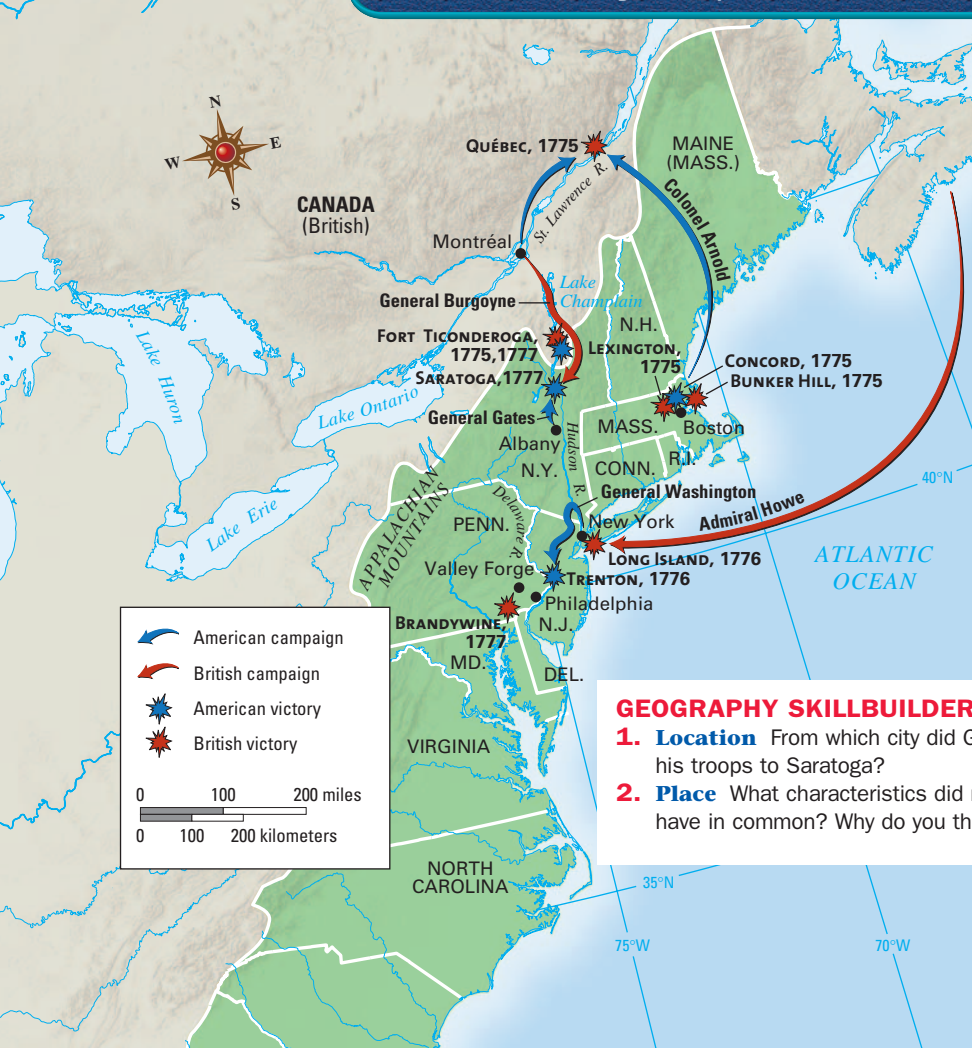 N
W
E
S
QUÉBEC, 1775
MAINE
(MASS.)
St. Lawrence R.
Colonel Arnold
CANADA
(British)
Montréal
General Burgoyne
Lake
Champlain
N.H.
FORT TICONDEROGA,
1775,1777
LEXINGTON,
1775
CONCORD, 1775
BUNKER HILL, 1775
SARATOGA,1777
Lake Huron
Lake Ontario
General Gates
Albany
MASS.
Boston
Hudson R.
N.Y.
CONN.
R.I.
40°N
APPALACHIAN
MOUNTAINS
Delaware R.
General Washington
Lake Erie
PENN.
New York
Admiral Howe
LONG ISLAND, 1776
ATLANTIC
OCEAN
Valley Forge
TRENTON, 1776
Philadelphia
BRANDYWINE,
1777
N.J.
MD.
DEL.
American campaign
British campaign
American victory
British victory
0 100 200 miles
0 100 200 kilometers
VIRGINIA
GEOGRAPHY SKILLBUILDER
1. Location From which city did G
his troops to Saratoga?
2. Place What characteristics did
have in common? Why do you th
NORTH
CAROLINA
35°N
75°W
70°W